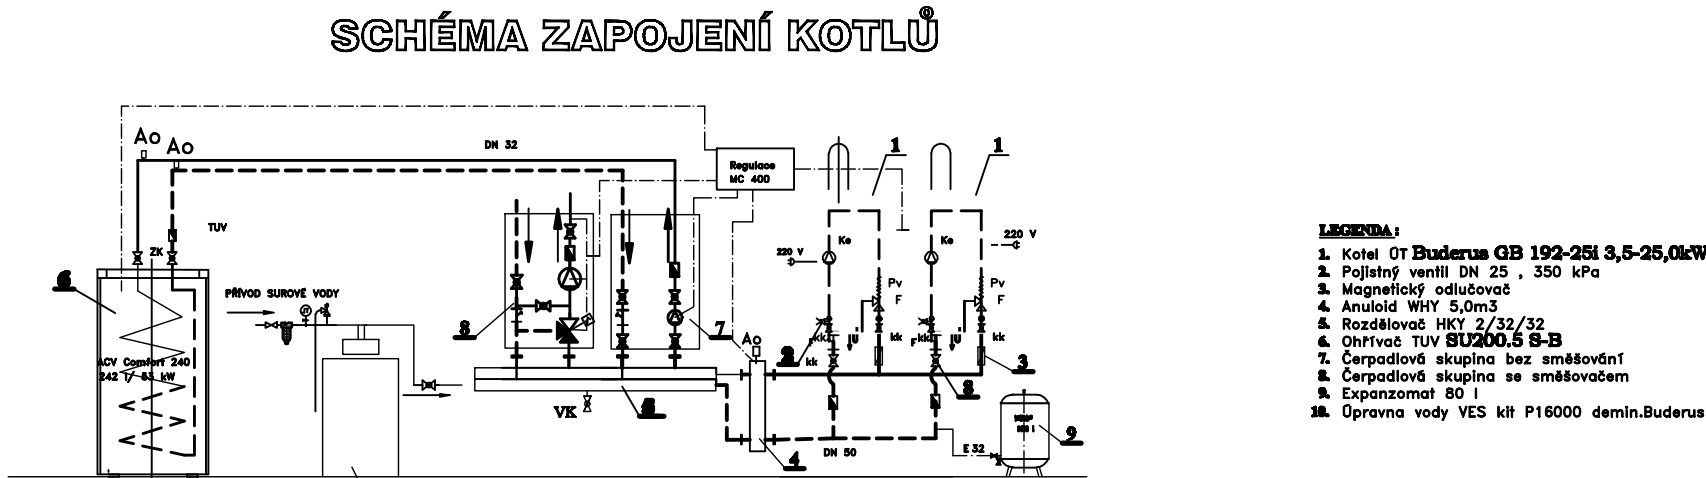 SCHÉMA ZAPOJENÍ KOTLŮ
Ao
Ao
DN 32
Regulace
MC 400
1
1
TUV
ZK
Ke
Ke
220 V
220 V
6
PŘÍVOD SUROVÉ VODY
Pv
Pv
F
F
8
7
Ao
U
U
kk
kk
F
kk
F
kk
kk
3
8
ACV Comfort 240
242 l/ 53 kW
VK
9
4
DN 50
E 32
LEGENDA :
1. Kotel ÚT Buderus GB 192-25i 3,5-25,0kW
2. Pojistný ventil DN 25 , 350 kPa
3. Magnetický odlučovač
4. Anuloid WHY 5,0m3
5. Rozdělovač HKY 2/32/32
6. Ohřívač TUV SU200.5 S-B
7. Čerpadlová skupina bez směšování
8. Čerpadlová skupina se směšovačem
9. Expanzomat 80 l
10. Úpravna vody VES kit P16000 demin.Buderus